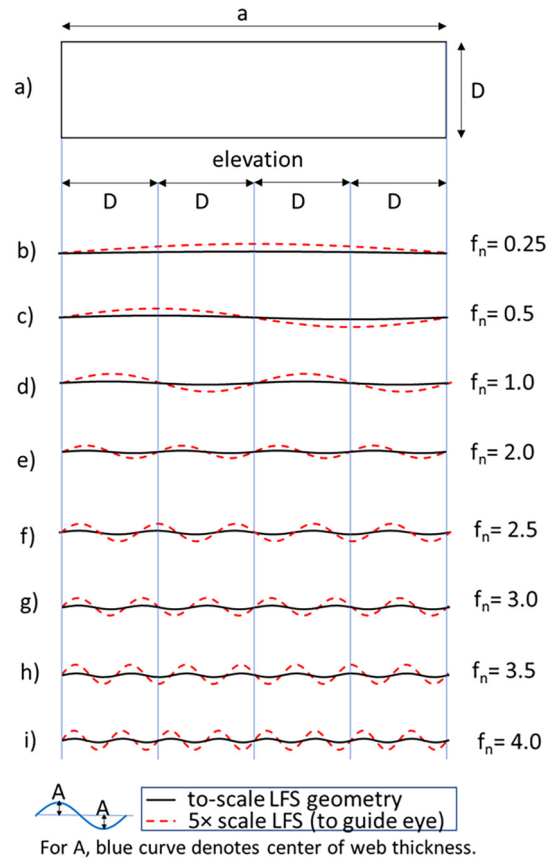 a
a)
D
elevation
D D D D
b) fn= 0.25
c) fn= 0.5
d) fn= 1.0
e) fn= 2.0
f) fn= 2.5
g) fn= 3.0
h) fn= 3.5
i) fn= 4.0
A
A
to-scale LFS geometry
5× scale LFS (to guide eye)
For A, blue curve denotes center of web thickness.